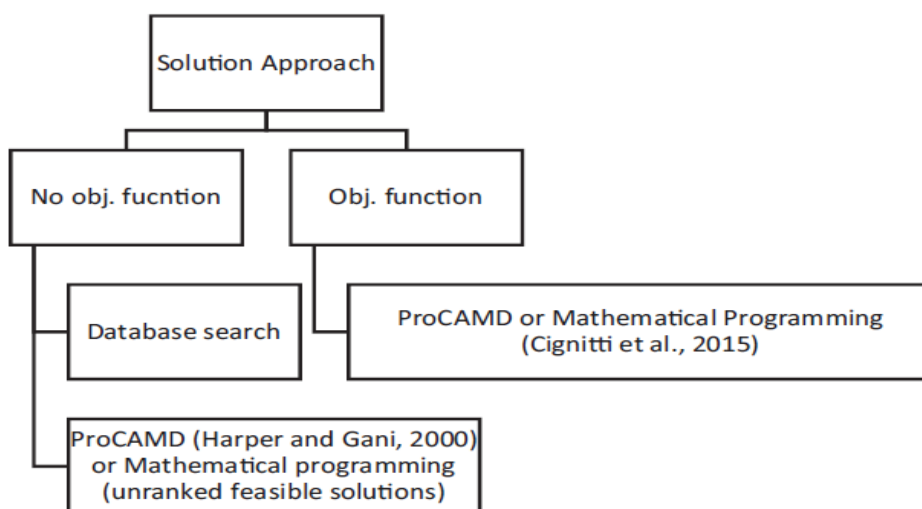 Solution Approach
No obj. fucntion
Obj. function
Database search
ProCAMD or Mathematical Programming
(Cignitti et al., 2015)
ProCAMD (Harper and Gani, 2000)
or Mathematical programming
(unranked feasible solutions)